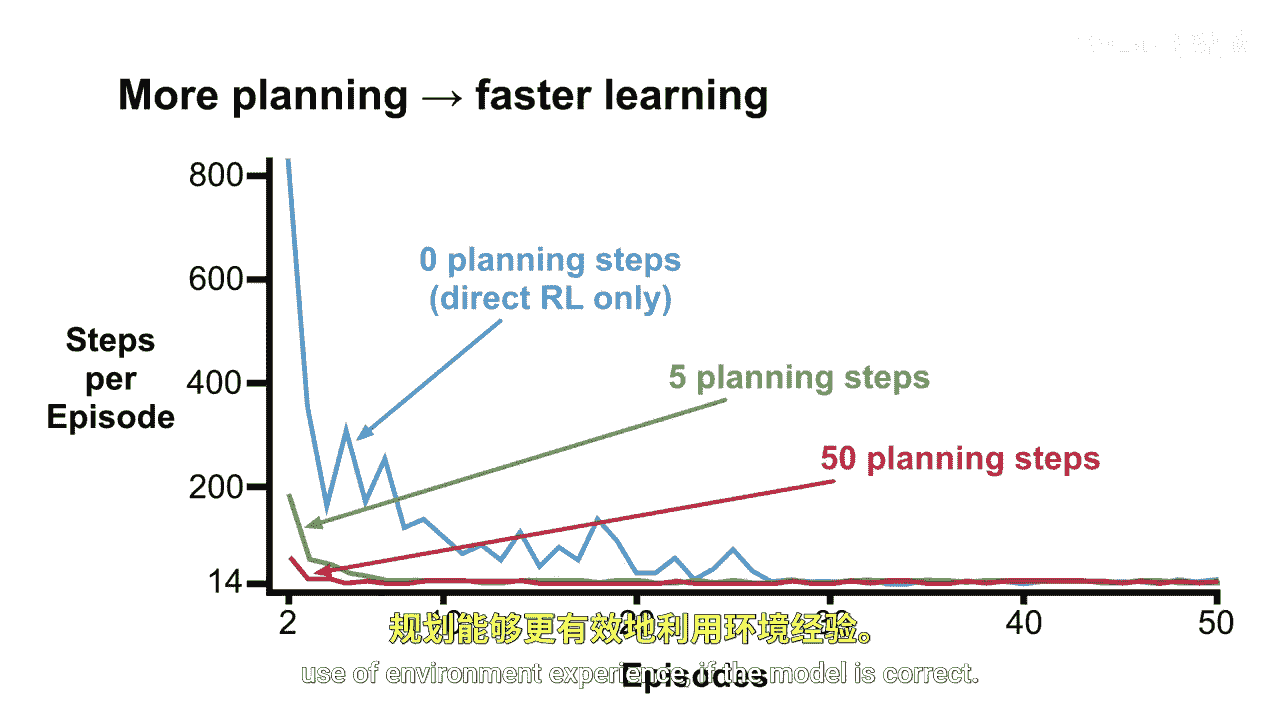 More planning → faster learning
800
600
400
200
14
Steps
per
Episode
0 planning steps
(direct RL only)
5 planning steps
50 planning steps
2
40
50
规划能够更有效地利用环境经验。
Episodes
use of environment experience, if the model is correct.